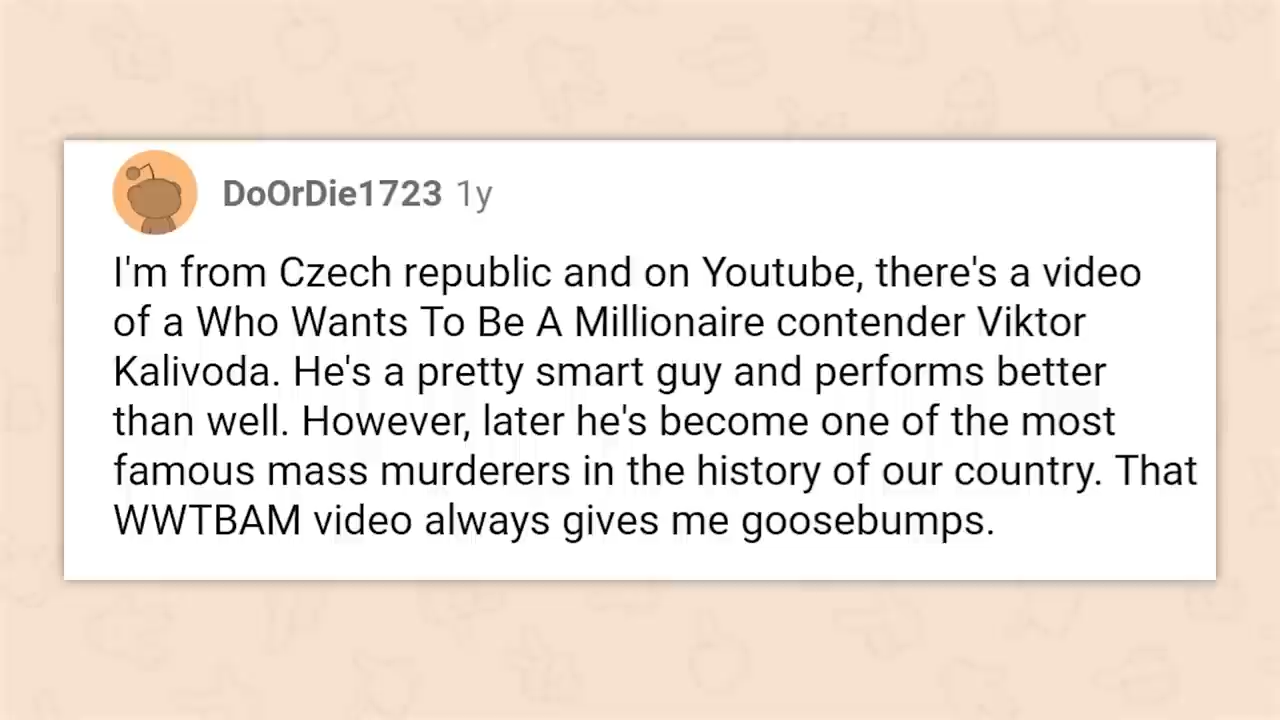 DoOrDie1723 1y
I'm from Czech republic and on Youtube, there's a video
of a Who Wants To Be A Millionaire contender Viktor
Kalivoda. He's a pretty smart guy and performs better
than well. However, later he's become one of the most
famous mass murderers in the history of our country. That
WWTBAM video always gives me goosebumps.